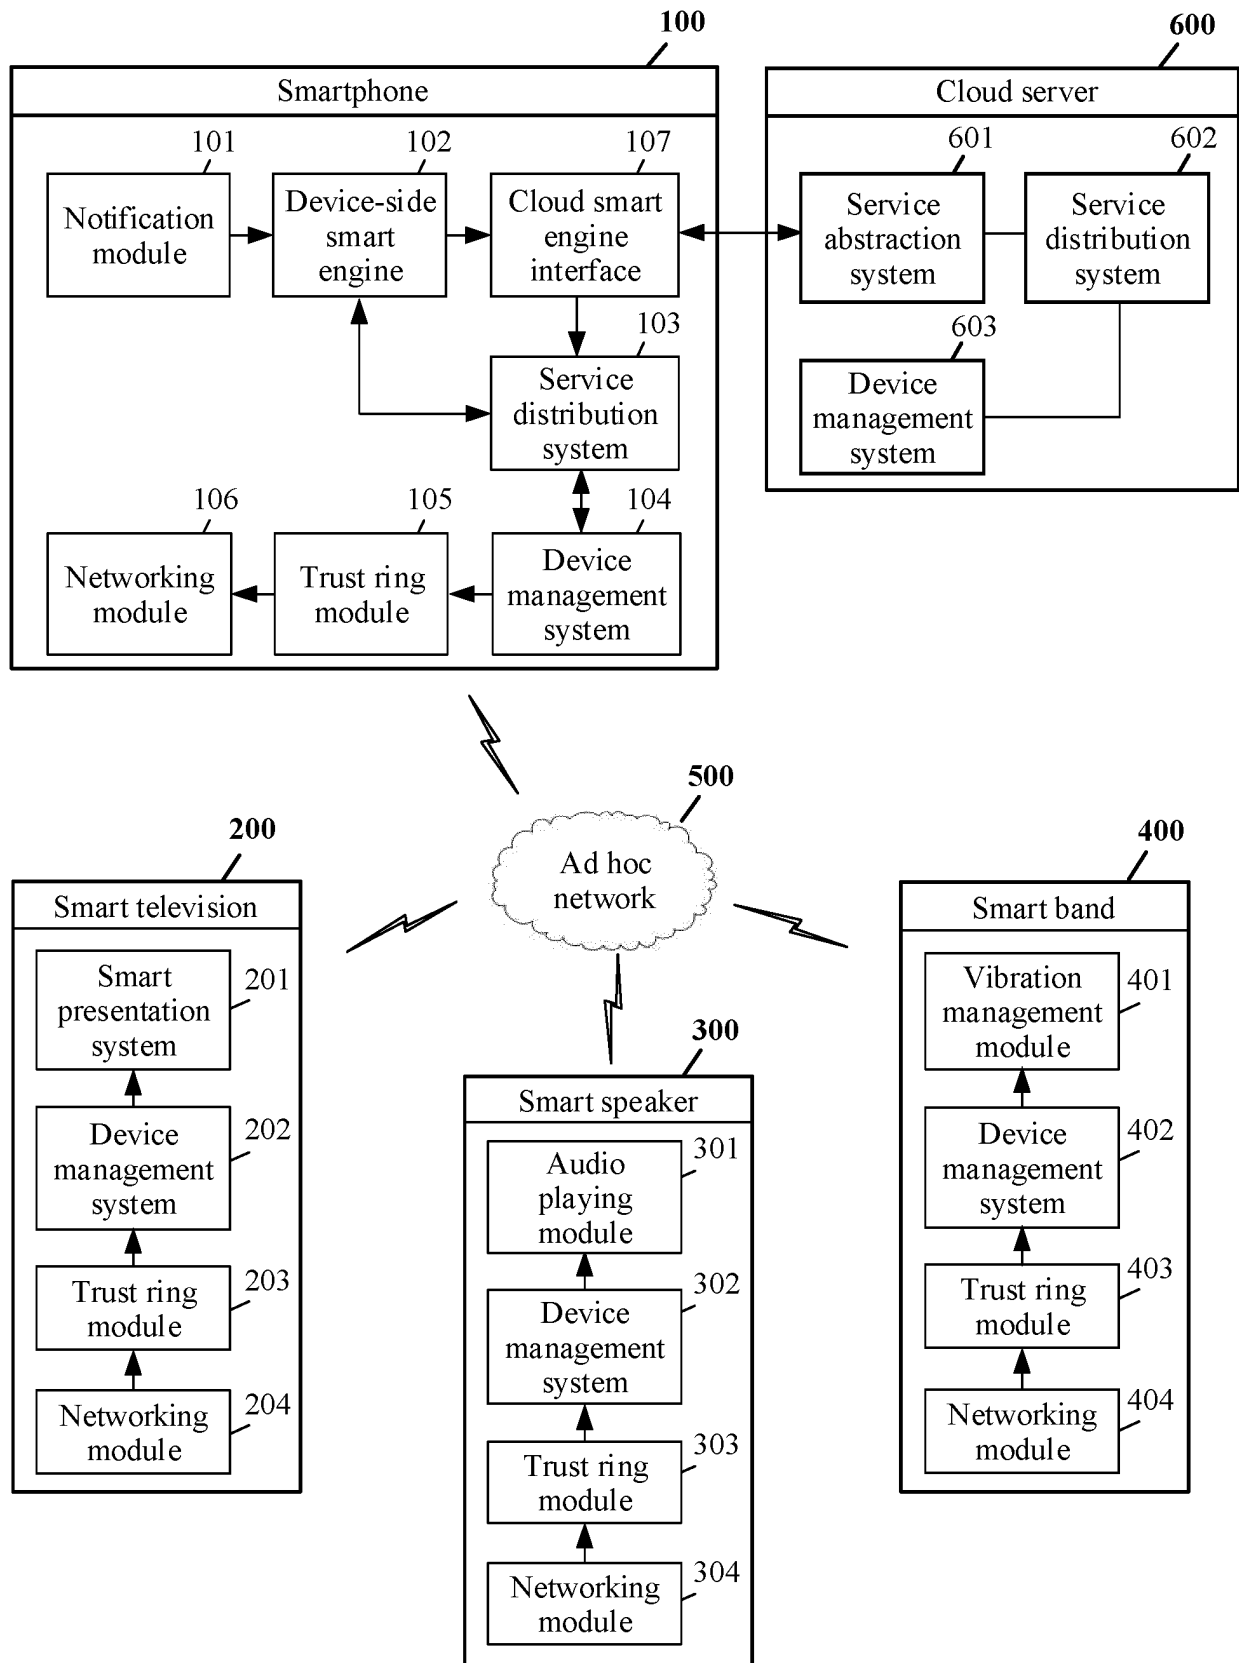 100
600
Smartphone
Cloud server
101
102
107
601
602
Notification
module
Device-side
smart
engine
Cloud smart
engine
interface
Service
abstraction
system
Service
distribution
system
103
603
Service
distribution
system
Device
management
system
106
105
104
Networking
module
Trust ring
module
Device
management
system
500
Ad hoc
network
200
Smart television
Smart
presentation
system
201
Device
management
system
202
Trust ring
module
203
Networking
module
204
300
Smart speaker
Audio
playing
module
301
Device
management
system
302
Trust ring
module
303
Networking
module
304
400
Smart band
Vibration
management
module
401
Device
management
system
402
Trust ring
module
403
Networking
module
404